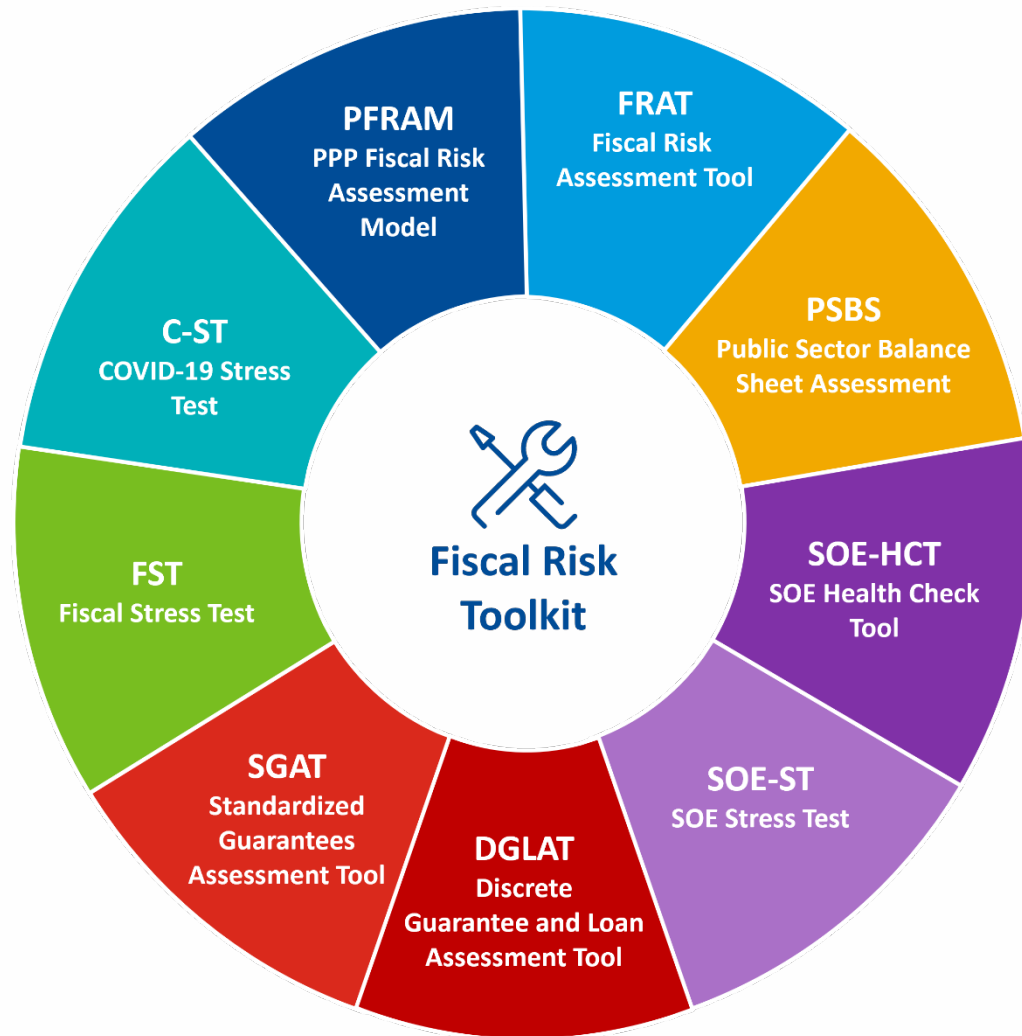 PFRAM
PPP Fiscal Risk
Assessment
Model
FRAT
Fiscal Risk
Assessment Tool
PSBS
Public Sector Balance
Sheet Assessment
SOE-HCT
SOE Health Check
Tool
SOE-ST
SOE Stress Test
DGLAT
Discrete
Guarantee and Loan
Assessment Tool
SGAT
Standardized
Guarantees
Assessment Tool
FST
Fiscal Stress Test
C-ST
COVID-19 Stress
Test
Fiscal Risk
Toolkit